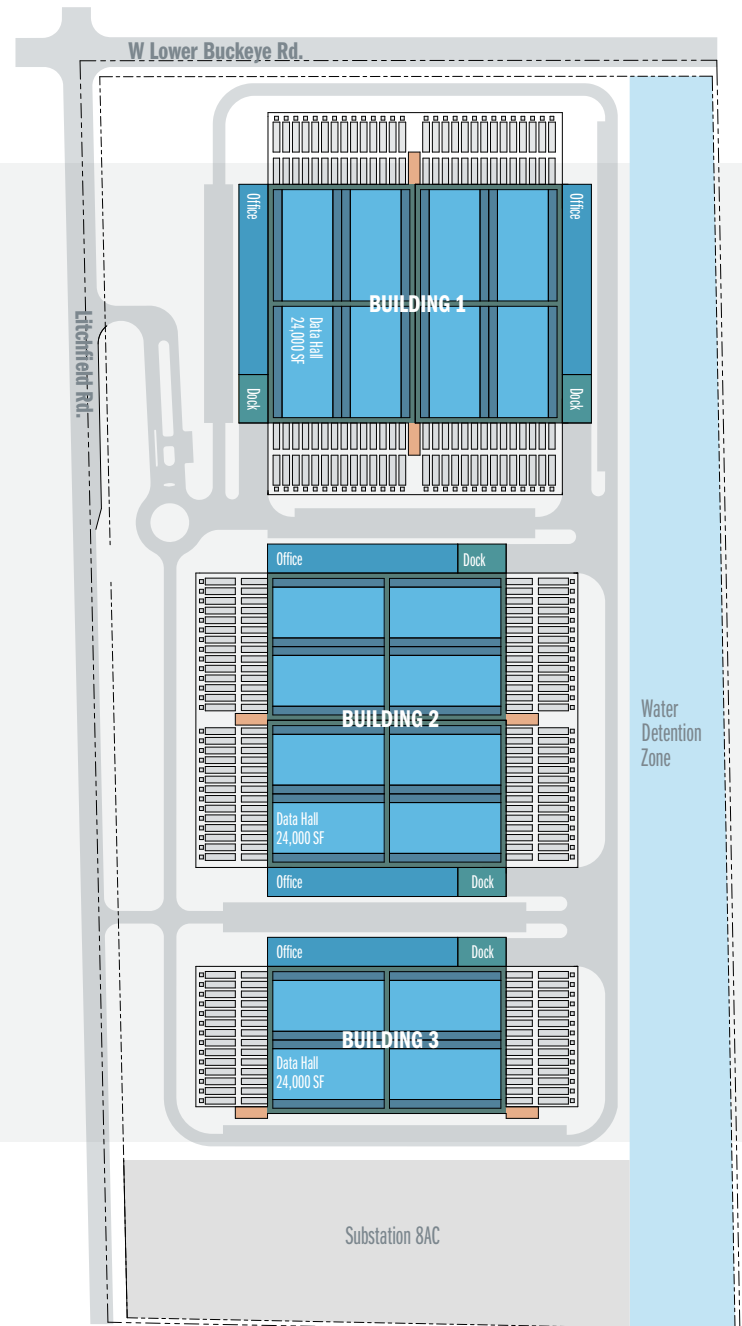 W Lower Buckeye Rd.
Litchfield Rd.
Office
Office
BUILDING 1
Data Hall
24,000 SF
Dock
Dock
Office
Dock
BUILDING 2
Water
Detention
Zone
Data Hall
24,000 SF
Office
Dock
Office
Dock
BUILDING 3
Data Hall
24,000 SF
Substation 8AC